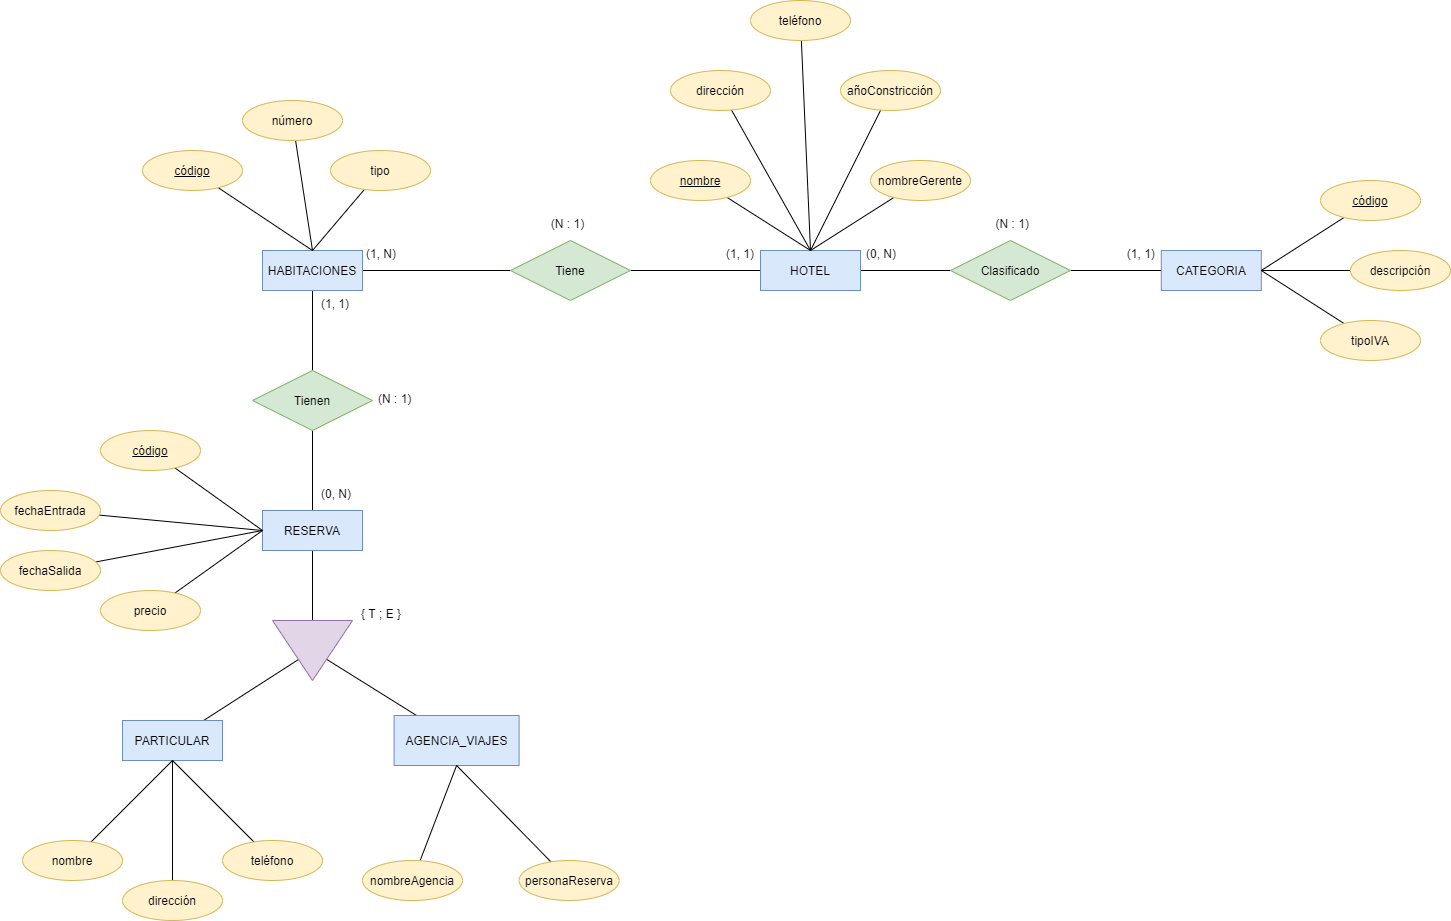 teléfono
dirección
añoConstricción
número
código
tipo
nombre
nombreGerente
código
(N : 1)
(N : 1)
(1, N)
(1, 1)
(0, N)
(1, 1)
HABITACIONES
Tiene
HOTEL
Clasificado
CATEGORIA
descripción
(1, 1)
tipoIVA
Tienen
(N : 1)
código
(0, N)
fechaEntrada
RESERVA
fechaSalida
precio
{ T ; E }
PARTICULAR
AGENCIA_VIAJES
nombre
teléfono
dirección
nombreAgencia
personaReserva